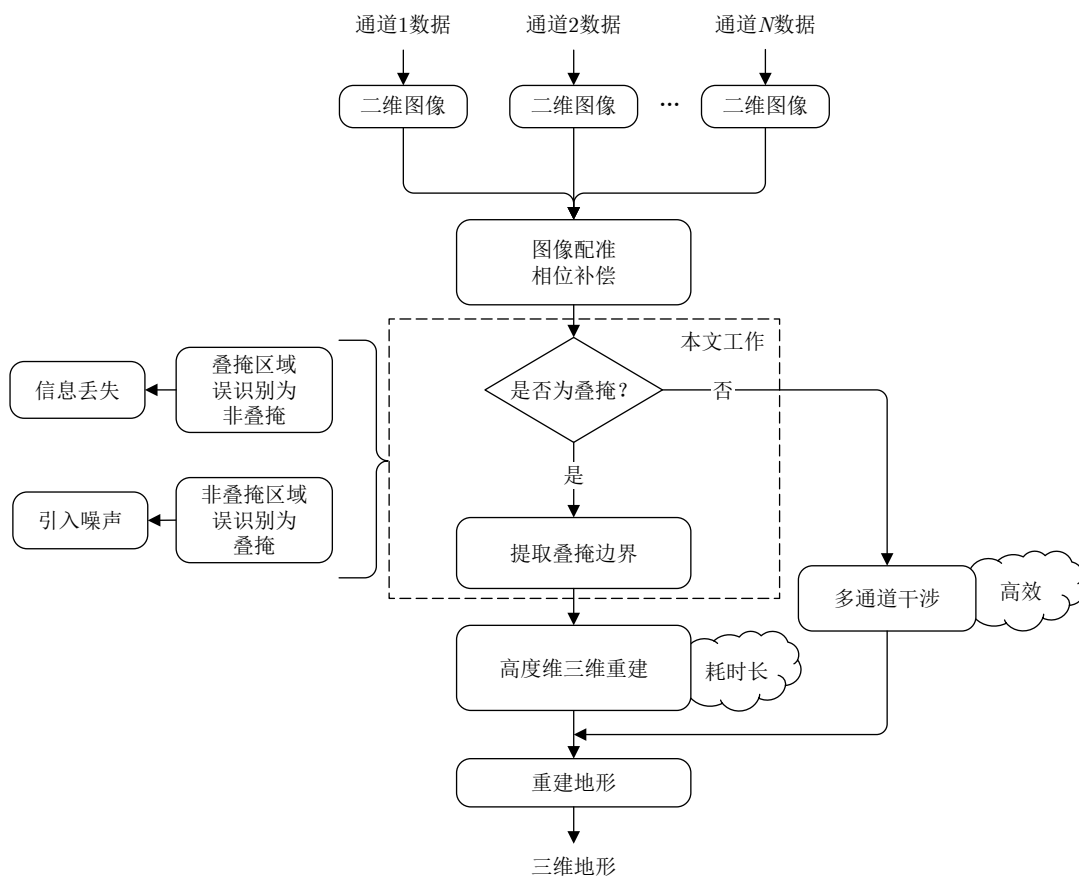 通道1数据
通道2数据
通道N数据
二维图像
二维图像
…
二维图像
图像配准
相位补偿
本文工作
是否为叠掩？
否
是
提取叠掩边界
叠掩区域
误识别为
非叠掩
信息丢失
非叠掩区域
误识别为
叠掩
引入噪声
多通道干涉
高效
高度维三维重建
耗时长
重建地形
三维地形